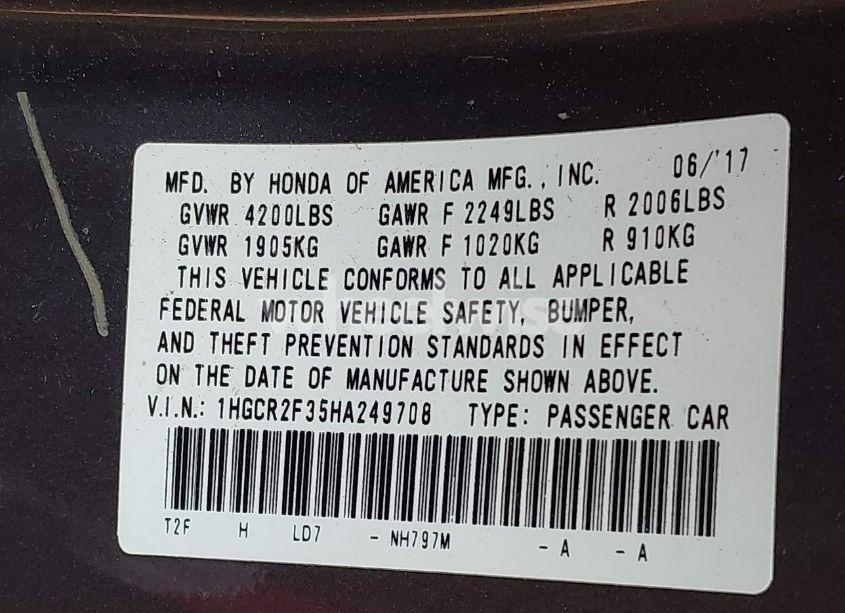 MFD. BY HONDA OF AMERICA MFG., INC. 06/'17
GVWR 4200LBS GAWR F 2249LBS R 2006LBS
GVWR 1905KG GAWR F 1020KG R 910KG
THIS VEHICLE CONFORMS TO ALL APPLICABLE
FEDERAL MOTOR VEHICLE SAFETY, BUMPER,
AND THEFT PREVENTION STANDARDS IN EFFECT
ON THE DATE OF MANUFACTURE SHOWN ABOVE.
V.I.N.: 1HGCR2F35HA249708 TYPE: PASSENGER CAR
T2F H LD7 - NH797M - A - A